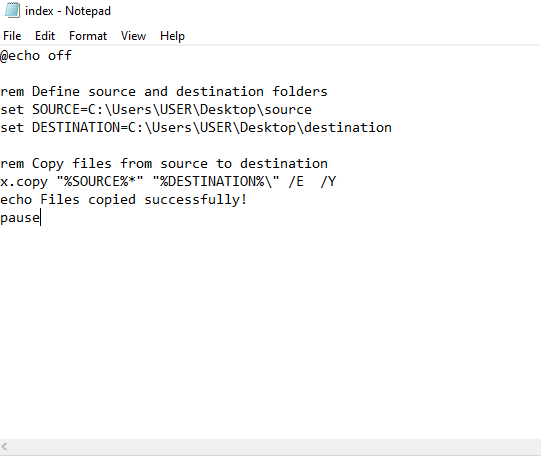 index - Notepad
File Edit Format View Help
@echo off
rem Define source and destination folders
set SOURCE=C:\Users\USER\Desktop\source
set DESTINATION=C:\Users\USER\Desktop\destination
rem Copy files from source to destination
x.copy "%SOURCE%*" "%DESTINATION%\" /E  /Y
echo Files copied successfully!
pause